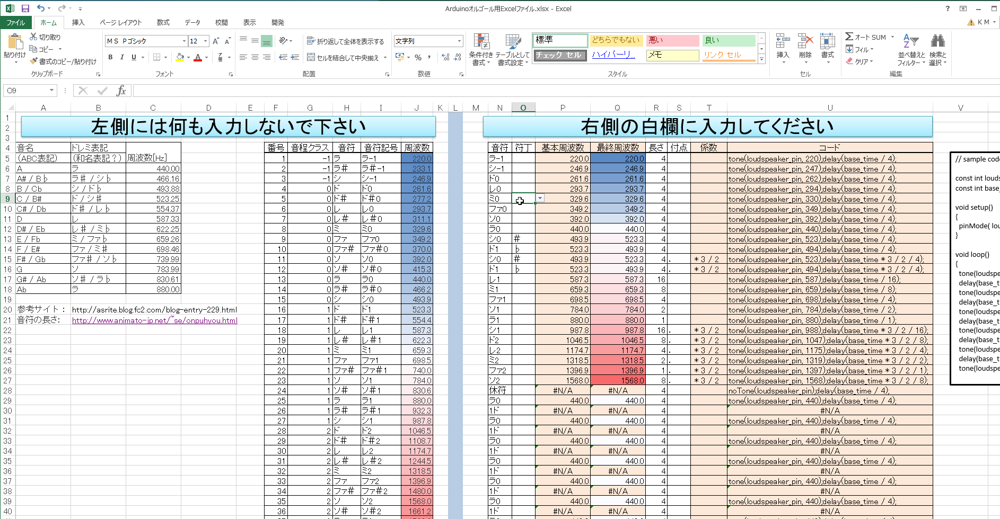 Arduinoオルゴール用Excelファイル.xlsx - Excel
ファイル ホーム 挿入 ページ レイアウト 数式 データ 校閲 表示 開発 K M
貼り付け 切り取り コピー 書式のコピー/貼り付け クリップボード
ＭＳ Ｐゴシック 12 B I U フォント
折り返して全体を表示する セルを結合して中央揃え 配置
文字列 % 数値
条件付き書式 テーブルとして書式設定 標準 どちらでもない 悪い 良い
チェック セル ハイパーリ... メモ リンク セル スタイル
挿入 削除 書式 セル
オート SUM フィル クリア 並べ替えとフィルター 検索と選択 編集
O9 fx
A B C D E F G H I J K L M N O P Q R S T U V
1
2 左側には何も入力しないで下さい 右側の白欄に入力してください
3
4 音名 ドレミ表記 番号 音程クラス 音符 音符記号 周波数 音符 符丁 基本周波数 最終周波数 長さ 付点 係数 コード
5 (ABC表記) (和名表記？) 周波数[Hz] 1 -1 ラ ラ-1 220.0 ラ-1 220.0 220.0 4 tone(loudspeaker_pin, 220);delay(base_time / 4);
6 A ラ 440.00 2 -1 ラ# ラ#-1 233.1 シ-1 246.9 246.9 4 tone(loudspeaker_pin, 247);delay(base_time / 4);
7 A# / B♭ ラ♯ / シ♭ 466.16 3 -1 シ シ-1 246.9 ド0 261.6 261.6 4 tone(loudspeaker_pin, 262);delay(base_time / 4);
8 B / Cb シ / ド♭ 493.88 4 0 ド ド0 261.6 レ0 293.7 293.7 4 tone(loudspeaker_pin, 294);delay(base_time / 4);
9 C / B# ド / シ♯ 523.25 5 0 ド# ド#0 277.2 ミ0 329.6 329.6 4 tone(loudspeaker_pin, 330);delay(base_time / 4);
10 C# / Db ド♯ / レ♭ 554.37 6 0 レ レ0 293.7 ファ0 349.2 349.2 4 tone(loudspeaker_pin, 349);delay(base_time / 4);
11 D レ 587.33 7 0 レ# レ#0 311.1 ソ0 392.0 392.0 4 tone(loudspeaker_pin, 392);delay(base_time / 4);
12 D# / Eb レ♯ / ミ♭ 622.25 8 0 ミ ミ0 329.6 ラ0 440.0 440.0 4 tone(loudspeaker_pin, 440);delay(base_time / 4);
13 E / Fb ミ / ファ♭ 659.26 9 0 ファ ファ0 349.2 シ0 # 493.9 523.3 4 tone(loudspeaker_pin, 523);delay(base_time / 4);
14 F / E# ファ / ミ♯ 698.46 10 0 ファ# ファ#0 370.0 ド1 ♭ 523.3 493.9 4 tone(loudspeaker_pin, 494);delay(base_time / 4);
15 F# / Gb ファ♯ / ソ♭ 739.99 11 0 ソ ソ0 392.0 シ0 # 493.9 523.3 4 . * 3 / 2 tone(loudspeaker_pin, 523);delay(base_time * 3 / 2 / 4);
16 G ソ 783.99 12 0 ソ# ソ#0 415.3 ド1 ♭ 523.3 493.9 4 . * 3 / 2 tone(loudspeaker_pin, 494);delay(base_time * 3 / 2 / 4);
17 G# / Ab ソ♯ / ラ♭ 830.61 13 0 ラ ラ0 440.0 レ1 587.3 587.3 16 tone(loudspeaker_pin, 587);delay(base_time / 16);
18 Ab ラ 880.00 14 0 ラ# ラ#0 466.2 ミ1 659.3 659.3 8 tone(loudspeaker_pin, 659);delay(base_time / 8);
19 15 0 シ シ0 493.9 ファ1 698.5 698.5 4 tone(loudspeaker_pin, 698);delay(base_time / 4);
20 参考サイト： http://asrite.blog.fc2.com/blog-entry-229.html 16 1 ド ド1 523.3 ソ1 784.0 784.0 2 tone(loudspeaker_pin, 784);delay(base_time / 2);
21 音符の長さ: http://www.animato-jp.net/~se/onpuhyou.html 17 1 ド# ド#1 554.4 ラ1 880.0 880.0 1 tone(loudspeaker_pin, 880);delay(base_time / 1);
22 18 1 レ レ1 587.3 シ1 987.8 987.8 16 . * 3 / 2 tone(loudspeaker_pin, 988);delay(base_time * 3 / 2 / 16);
23 19 1 レ# レ#1 622.3 ド2 1046.5 1046.5 8 . * 3 / 2 tone(loudspeaker_pin, 1047);delay(base_time * 3 / 2 / 8);
24 20 1 ミ ミ1 659.3 レ2 1174.7 1174.7 4 . * 3 / 2 tone(loudspeaker_pin, 1175);delay(base_time * 3 / 2 / 4);
25 21 1 ファ ファ1 698.5 ミ2 1318.5 1318.5 2 . * 3 / 2 tone(loudspeaker_pin, 1319);delay(base_time * 3 / 2 / 2);
26 22 1 ファ# ファ#1 740.0 ファ2 1396.9 1396.9 1 . * 3 / 2 tone(loudspeaker_pin, 1397);delay(base_time * 3 / 2 / 1);
27 23 1 ソ ソ1 784.0 ソ2 1568.0 1568.0 8 . * 3 / 2 tone(loudspeaker_pin, 1568);delay(base_time * 3 / 2 / 8);
28 24 1 ソ# ソ#1 830.6 休符 #N/A #N/A 4 noTone(loudspeaker_pin);delay(base_time / 4);
29 25 1 ラ ラ1 880.0 ラ0 440.0 440.0 4 tone(loudspeaker_pin, 440);delay(base_time / 4);
30 26 1 ラ# ラ#1 932.3 1ド #N/A #N/A 4 #N/A
31 27 1 シ シ1 987.8 ラ0 440.0 440.0 4 tone(loudspeaker_pin, 440);delay(base_time / 4);
32 28 2 ド ド2 1046.5 1ド #N/A #N/A 4 #N/A
33 29 2 ド# ド#2 1108.7 ラ0 440.0 440.0 4 tone(loudspeaker_pin, 440);delay(base_time / 4);
34 30 2 レ レ2 1174.7 1ド #N/A #N/A 4 #N/A
35 31 2 レ# レ#2 1244.5 ラ0 440.0 440.0 4 tone(loudspeaker_pin, 440);delay(base_time / 4);
36 32 2 ミ ミ2 1318.5 1ド #N/A #N/A 4 #N/A
37 33 2 ファ ファ2 1396.9 ラ0 440.0 440.0 4 tone(loudspeaker_pin, 440);delay(base_time / 4);
38 34 2 ファ# ファ#2 1480.0 1ド #N/A #N/A 4 #N/A
39 35 2 ソ ソ2 1568.0 ラ0 440.0 440.0 4 tone(loudspeaker_pin, 440);delay(base_time / 4);
40 36 2 ソ# ソ#2 1661.2 1ド #N/A #N/A 4 #N/A
// sample cod
const int louds
const int base_
void setup()
{
pinMode( lou
}
void loop()
{
tone(loudspe
delay(base_t
tone(loudspe
delay(base_t
tone(loudspe
delay(base_t
tone(loudspe
delay(base_t
tone(loudspe
delay(base_t
tone(loudspe